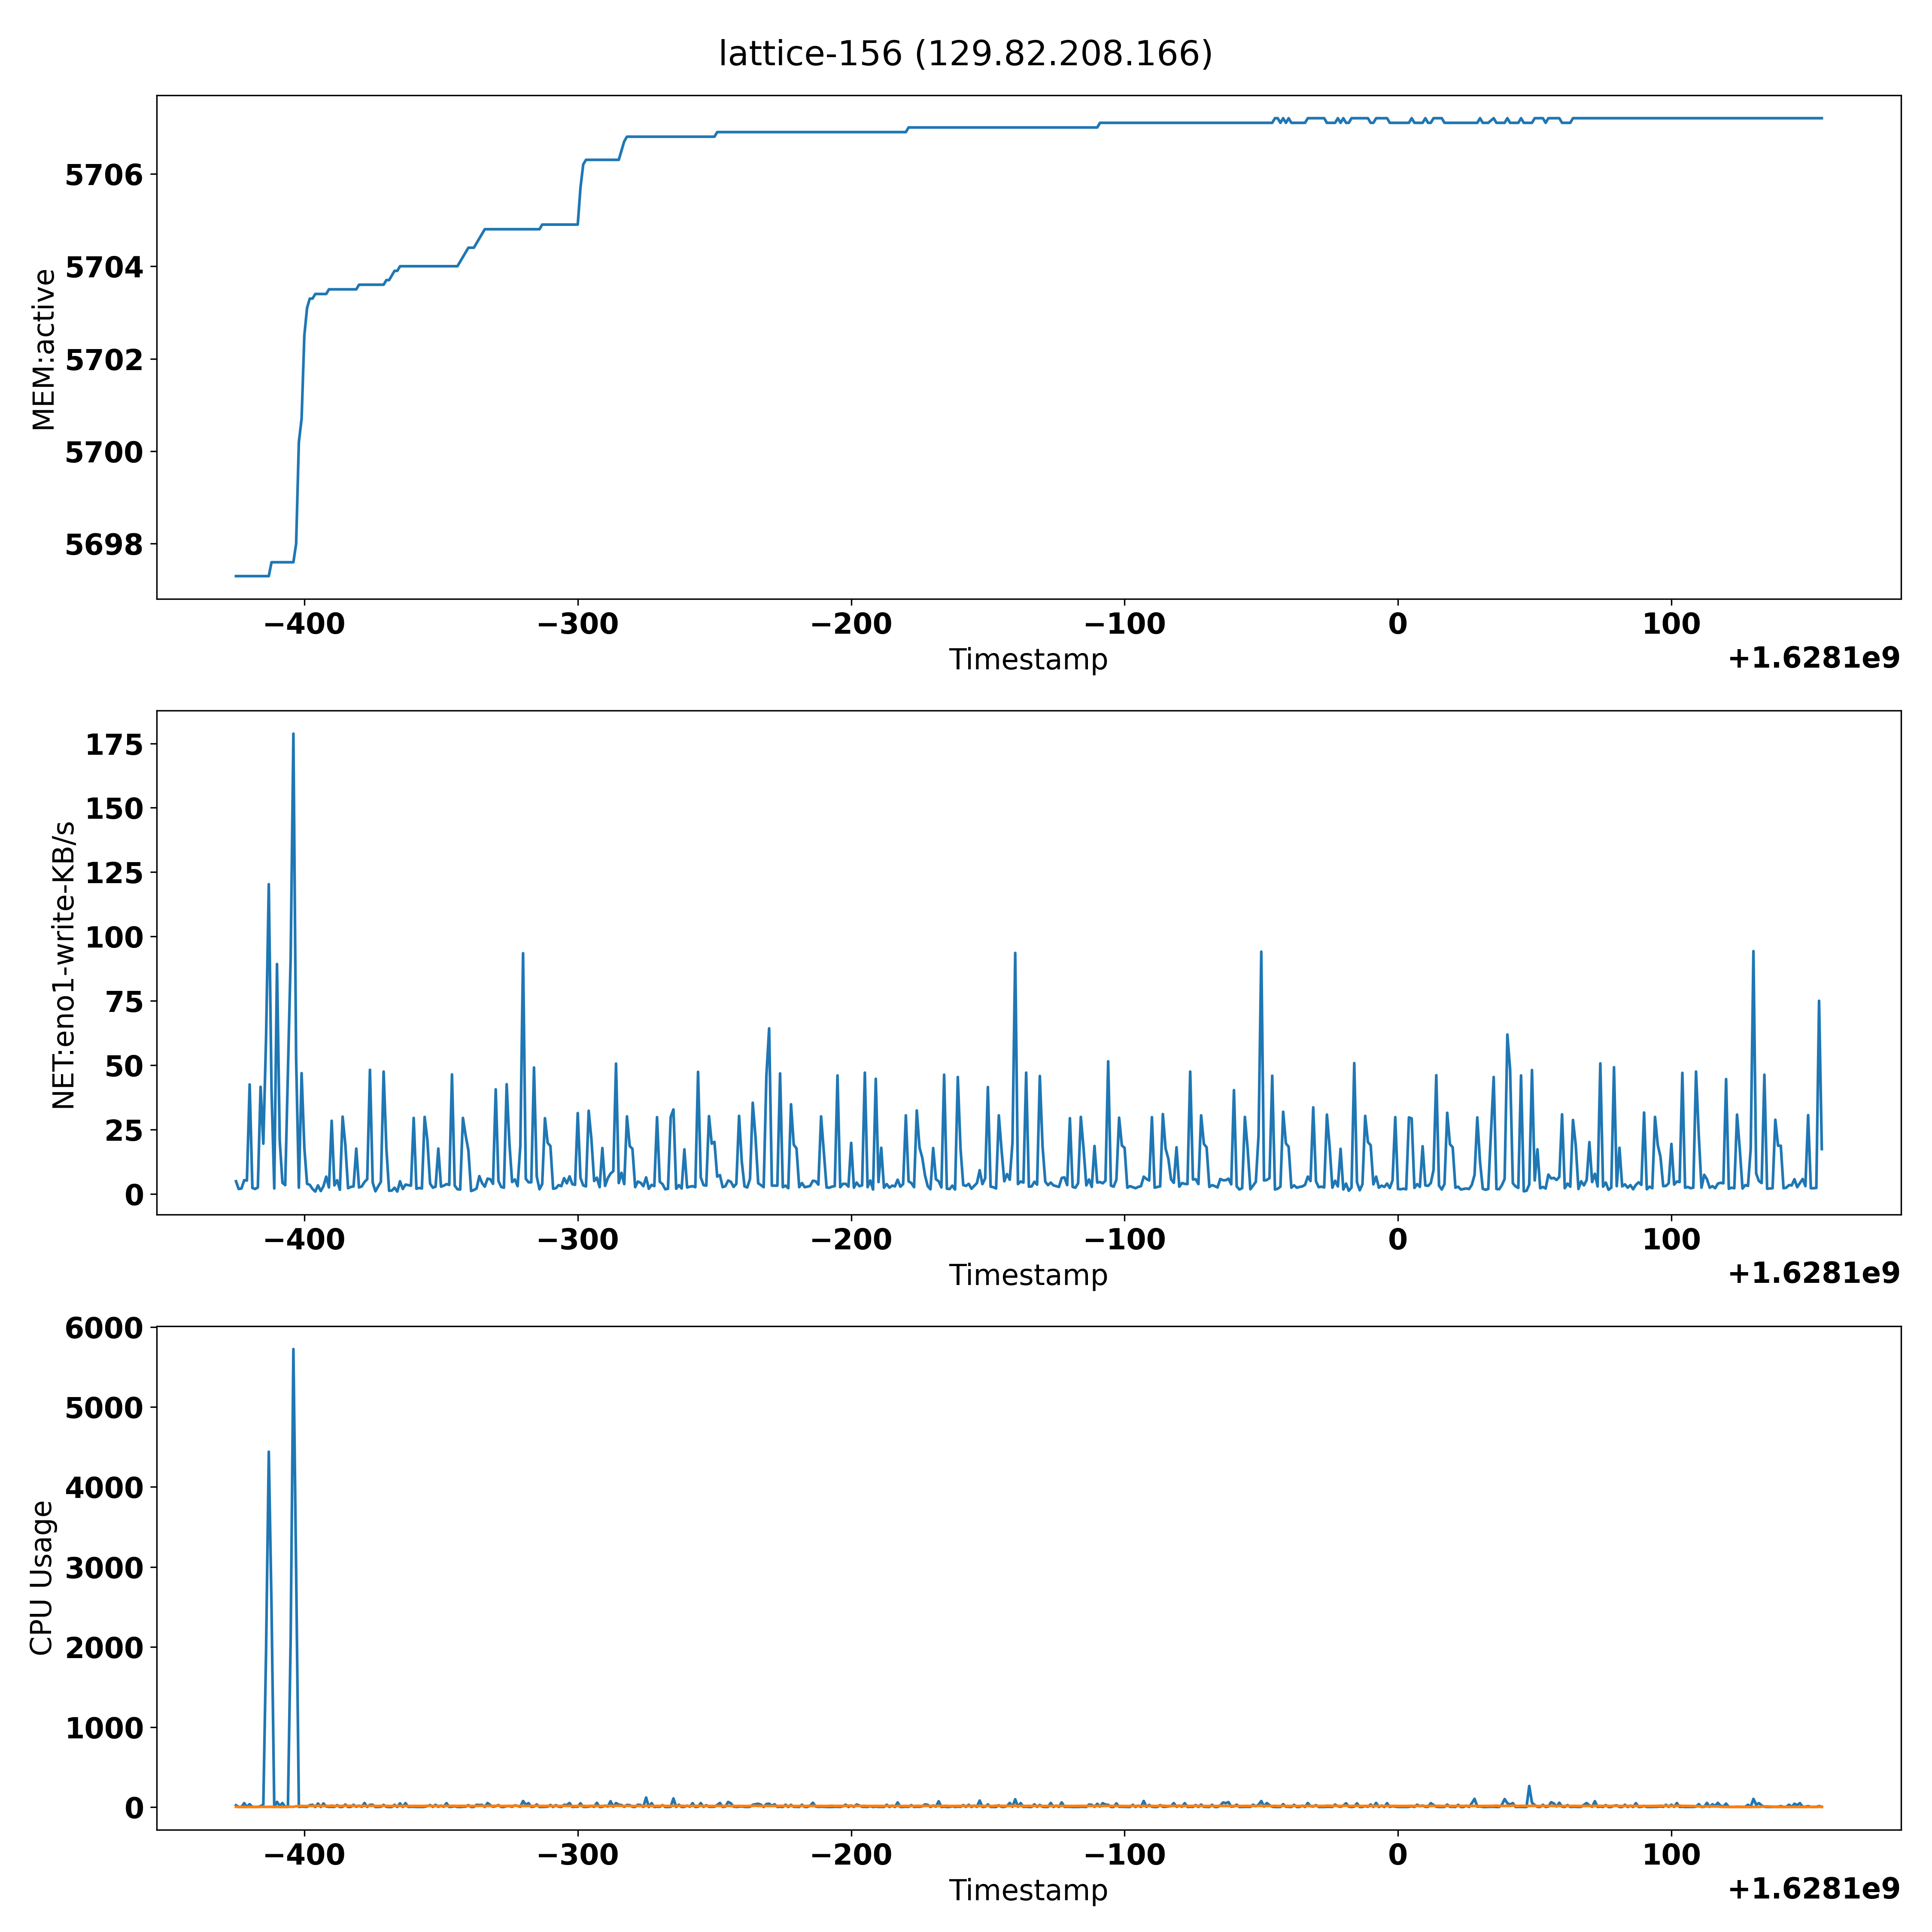 lattice-156 (129.82.208.166)
MEM:active
5706
5704
5702
5700
5698
−400 −300 −200 −100 0 100
Timestamp
+1.6281e9
NET:eno1-write-KB/s
175
150
125
100
75
50
25
0
−400 −300 −200 −100 0 100
Timestamp
+1.6281e9
CPU Usage
6000
5000
4000
3000
2000
1000
0
−400 −300 −200 −100 0 100
Timestamp
+1.6281e9